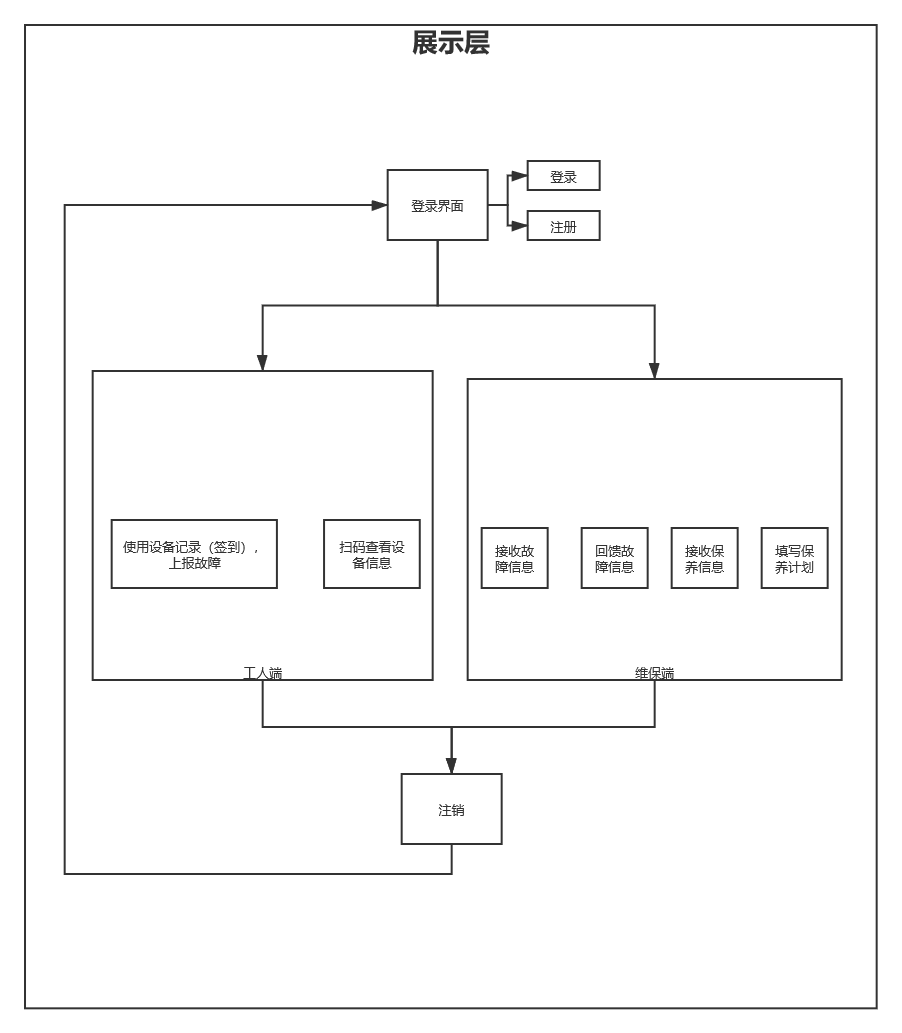 展示层
登录界面
登录
注册
使用设备记录（签到），
上报故障
扫码查看设
备信息
工人端
接收故
障信息
回馈故
障信息
接收保
养信息
填写保
养计划
维保端
注销